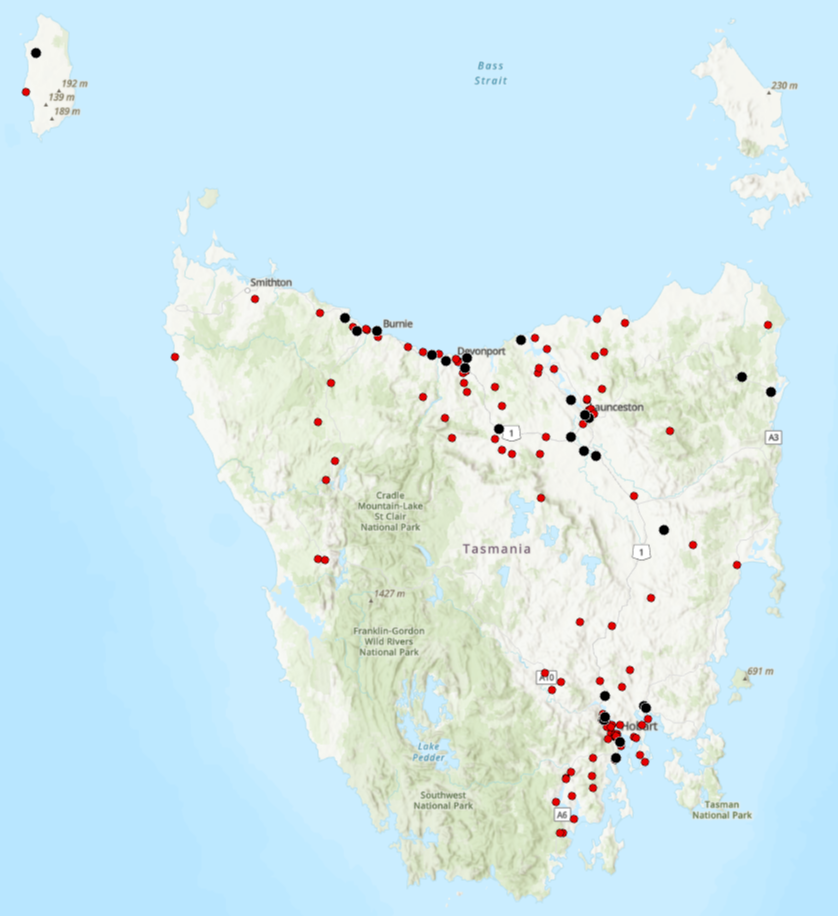 Bass
Strait
192 m
139 m
189 m
230 m
Smithton
Burnie
Devonport
Launceston
1
A3
Cradle
Mountain-Lake
St Clair
National Park
Tasmania
1
1427 m
Franklin-Gordon
Wild Rivers
National Park
A10
691 m
Hobart
Lake
Pedder
Southwest
National Park
A6
Tasman
National Park